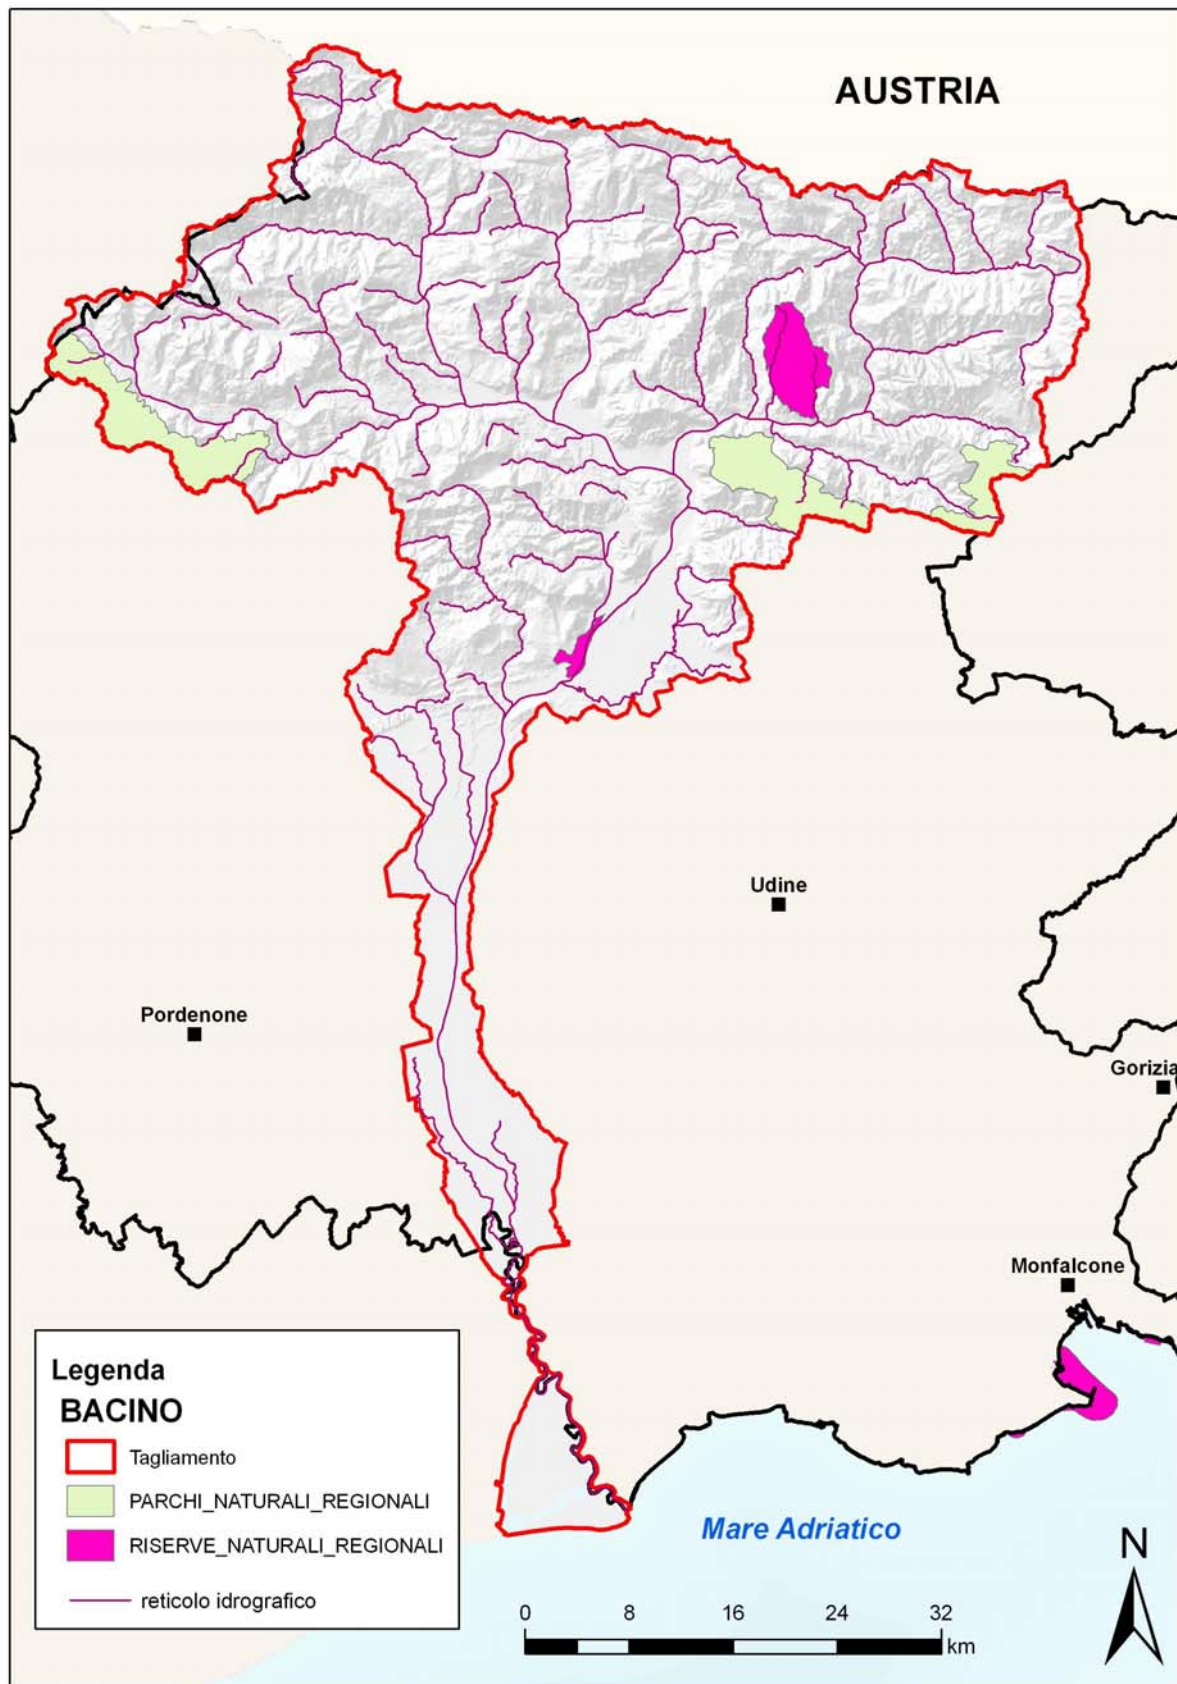 AUSTRIA
Udine
Pordenone
Gorizia
Monfalcone
Legenda
BACINO
Tagliamento
PARCHI_NATURALI_REGIONALI
RISERVE_NATURALI_REGIONALI
reticolo idrografico
Mare Adriatico
N
0 8 16 24 32
km